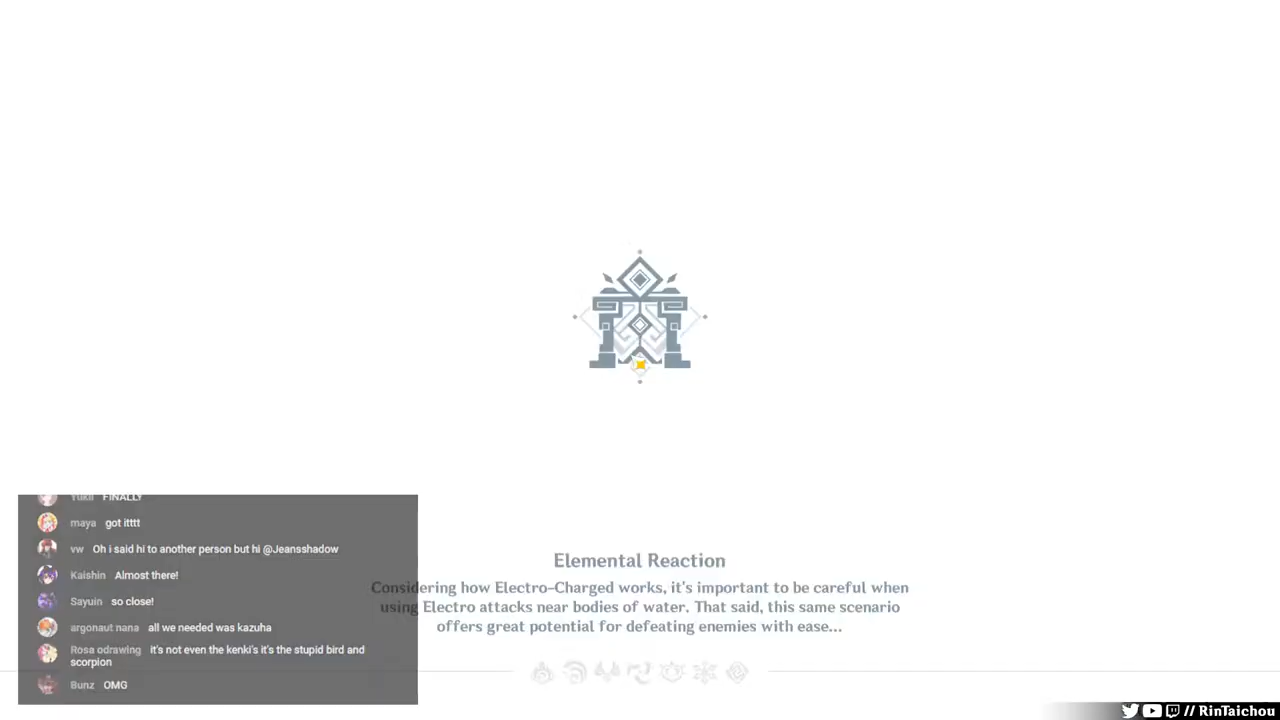 Yukii FINALLY
maya got itttt
vw Oh i said hi to another person but hi @Jeansshadow
Kaishin Almost there!
Sayuin so close!
argonaut nana all we needed was kazuha
Rosa odrawing it's not even the kenki's it's the stupid bird and
scorpion
Bunz OMG
Elemental Reaction
Considering how Electro-Charged works, it's important to be careful when
using Electro attacks near bodies of water. That said, this same scenario
offers great potential for defeating enemies with ease...
// RinTaichou